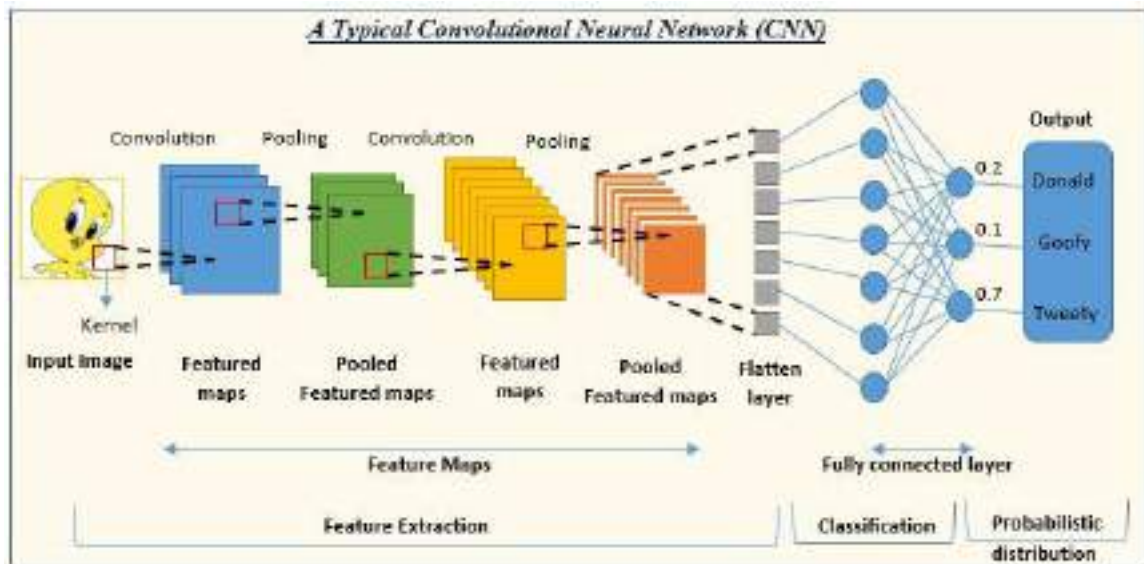 A Typical Convolutional Neural Network (CNN)
Convolution Pooling Convolution Pooling
Output
0.2 Donald
0.1 Goofy
0.7 Tweety
Kernel
Input Image
Featured maps
Pooled Featured maps
Featured maps
Pooled Featured maps
Flatten layer
Feature Maps
Fully connected layer
Feature Extraction
Classification
Probabilistic distribution